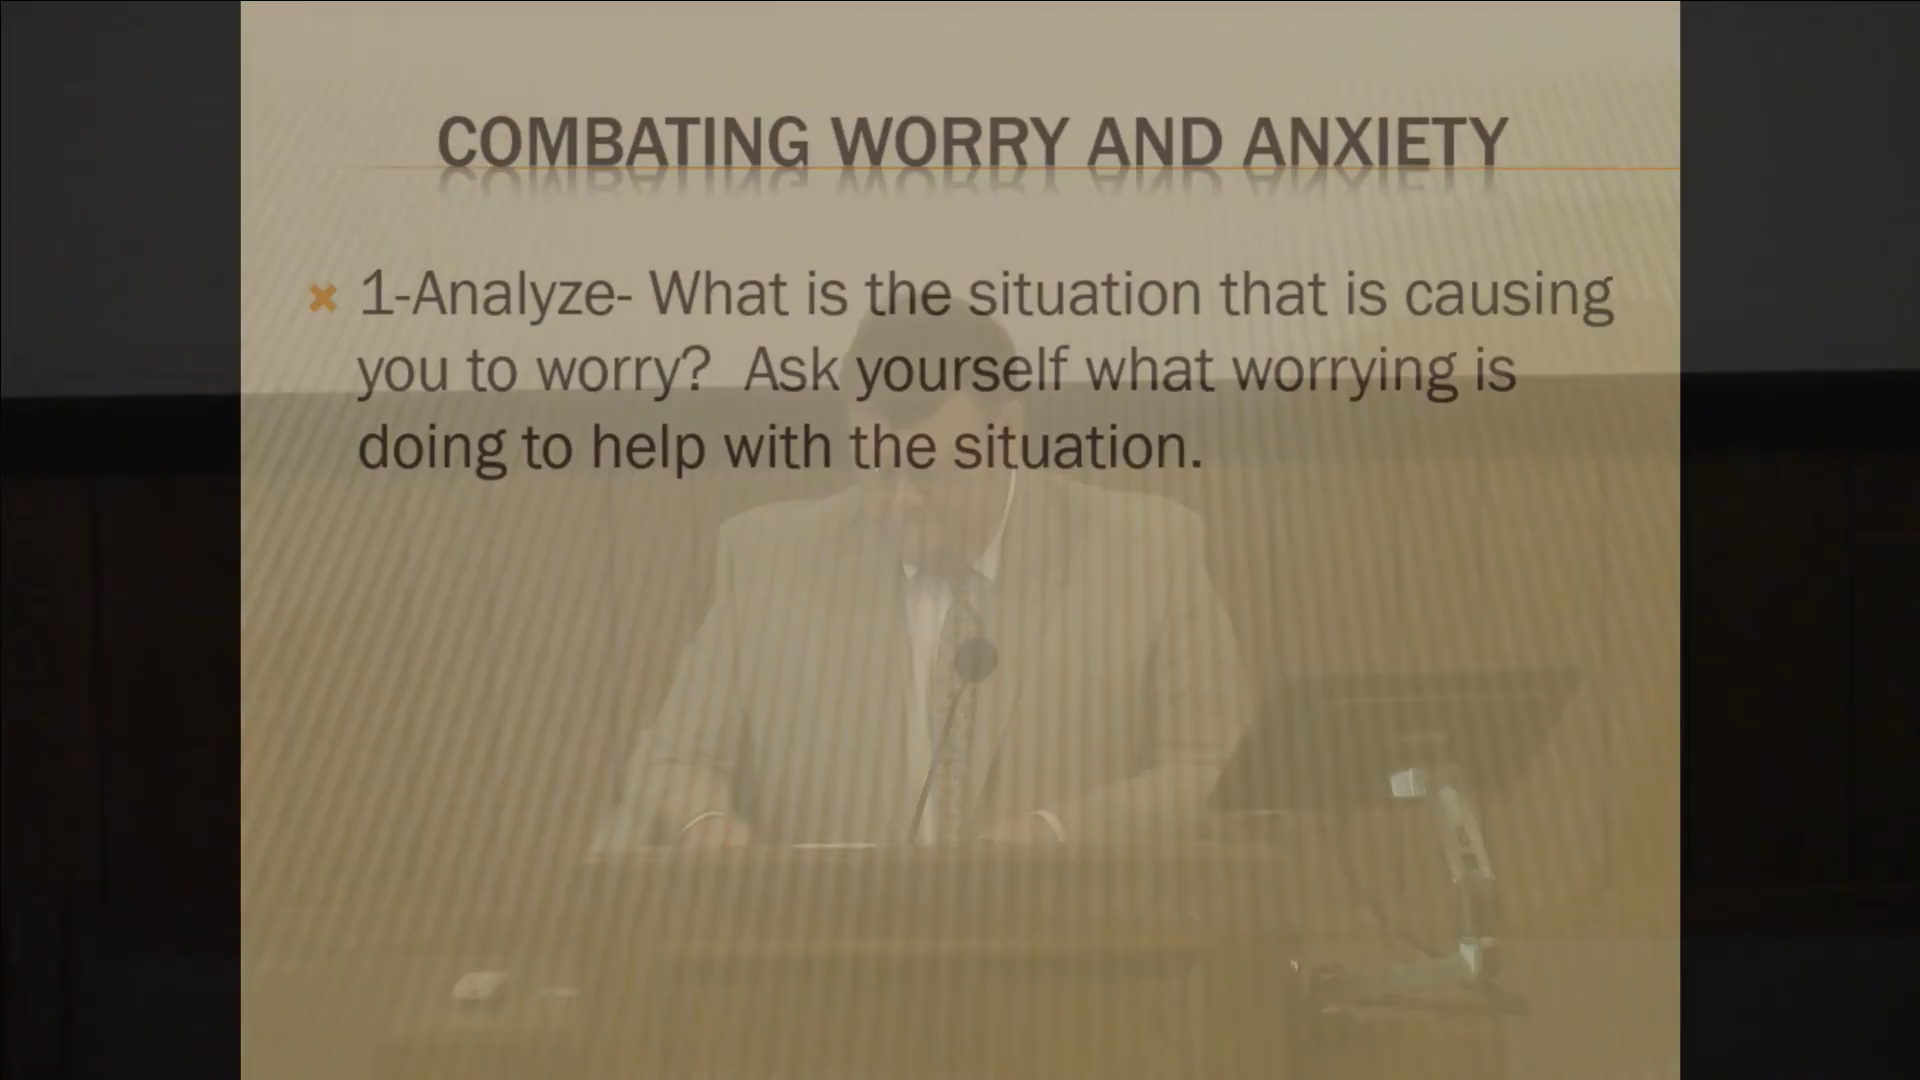 COMBATING WORRY AND ANXIETY
1-Analyze- What is the situation that is causing
you to worry?  Ask yourself what worrying is
doing to help with the situation.